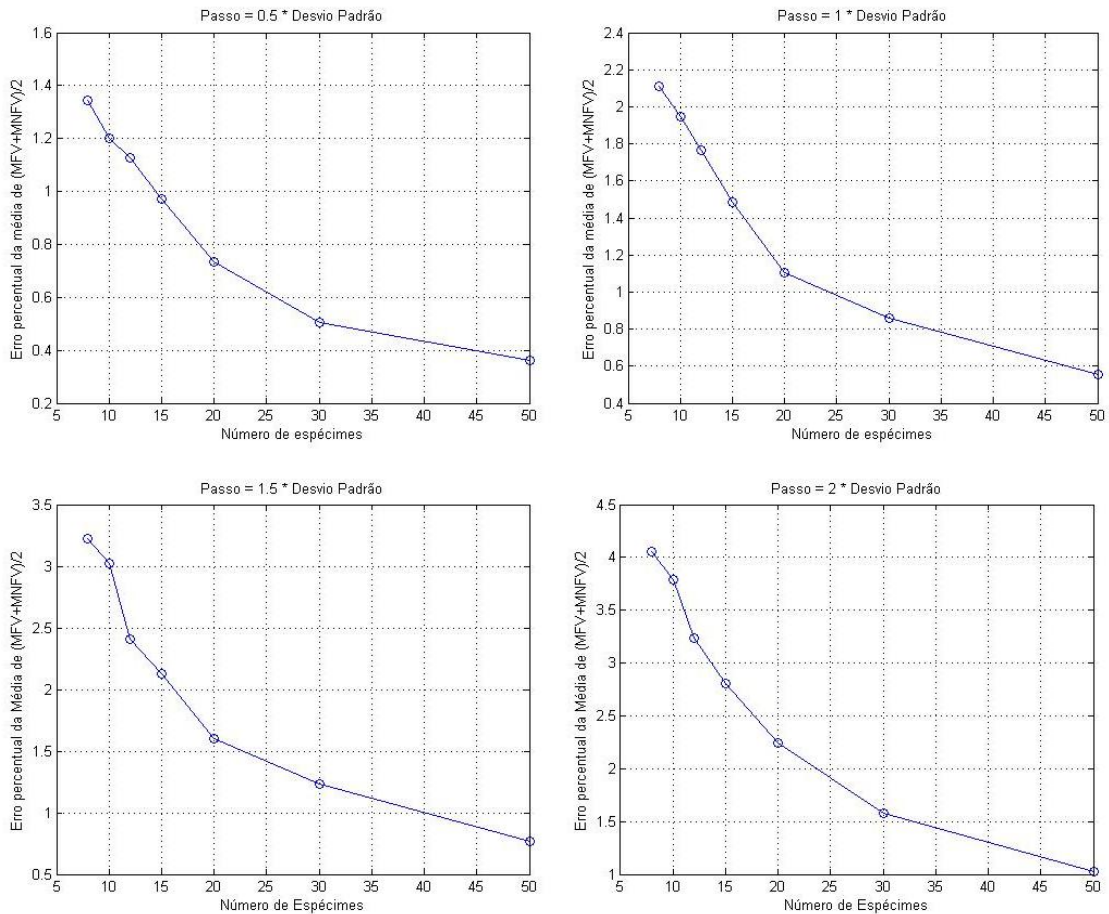 Passo = 0.5 * Desvio Padrão
1.6
1.4
1.2
1
0.8
0.6
0.4
0.2
Erro percentual da média de (MFV+MNFV)/2
5 10 15 20 25 30 35 40 45 50
Número de espécimes
Passo = 1 * Desvio Padrão
2.4
2.2
2
1.8
1.6
1.4
1.2
1
0.8
0.6
0.4
Erro percentual da média de (MFV+MNFV)/2
5 10 15 20 25 30 35 40 45 50
Número de espécimes
Passo = 1.5 * Desvio Padrão
3.5
3
2.5
2
1.5
1
0.5
Erro percentual da Média de (MFV+MNFV)/2
5 10 15 20 25 30 35 40 45 50
Número de Espécimes
Passo = 2 * Desvio Padrão
4.5
4
3.5
3
2.5
2
1.5
1
Erro percentual da Média de (MFV+MNFV)/2
5 10 15 20 25 30 35 40 45 50
Número de Espécimes